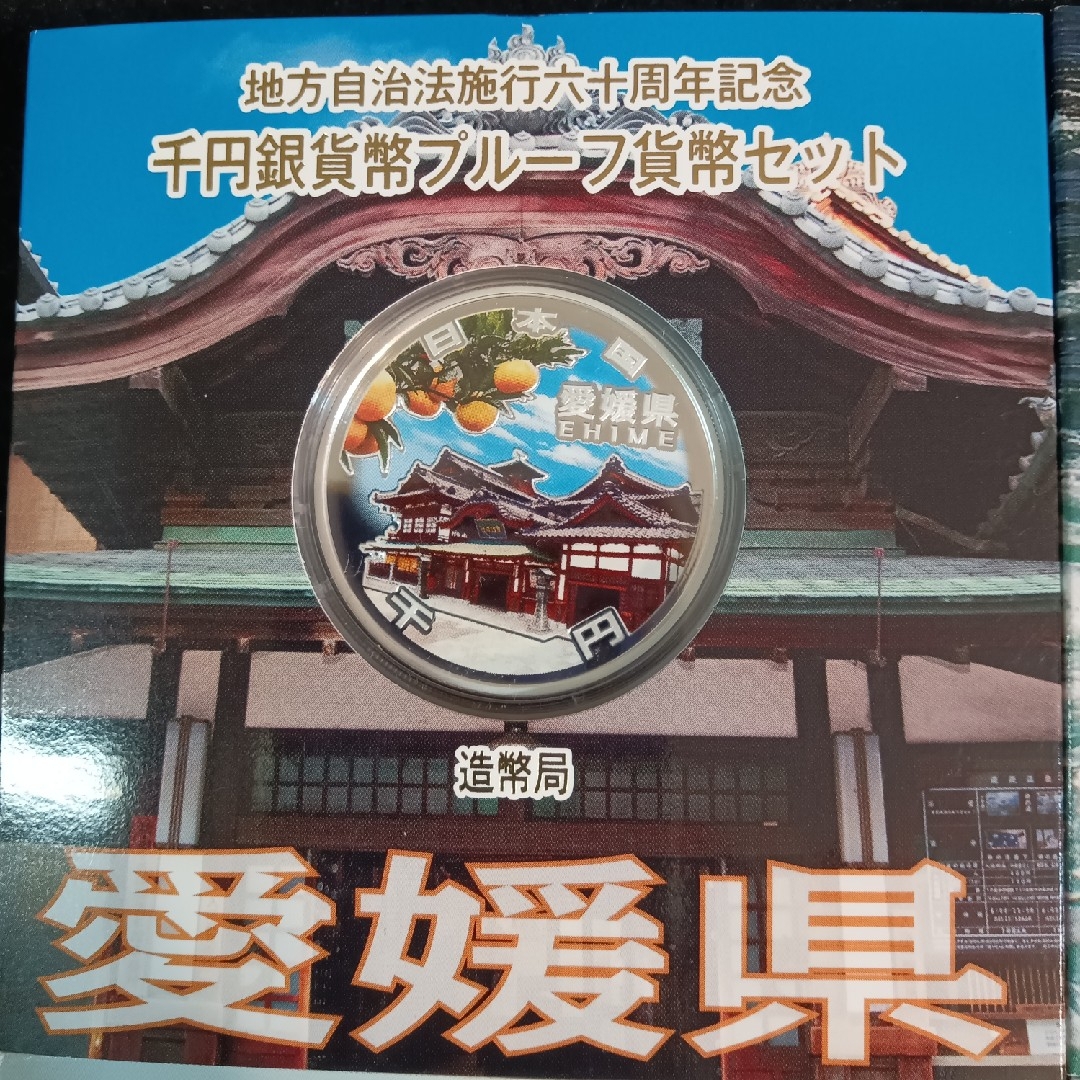 地方自治法施行六十周年記念
千円銀貨幣プルーフ貨幣セット
日本国
愛媛県
EHIME
千円
造幣局
愛媛県